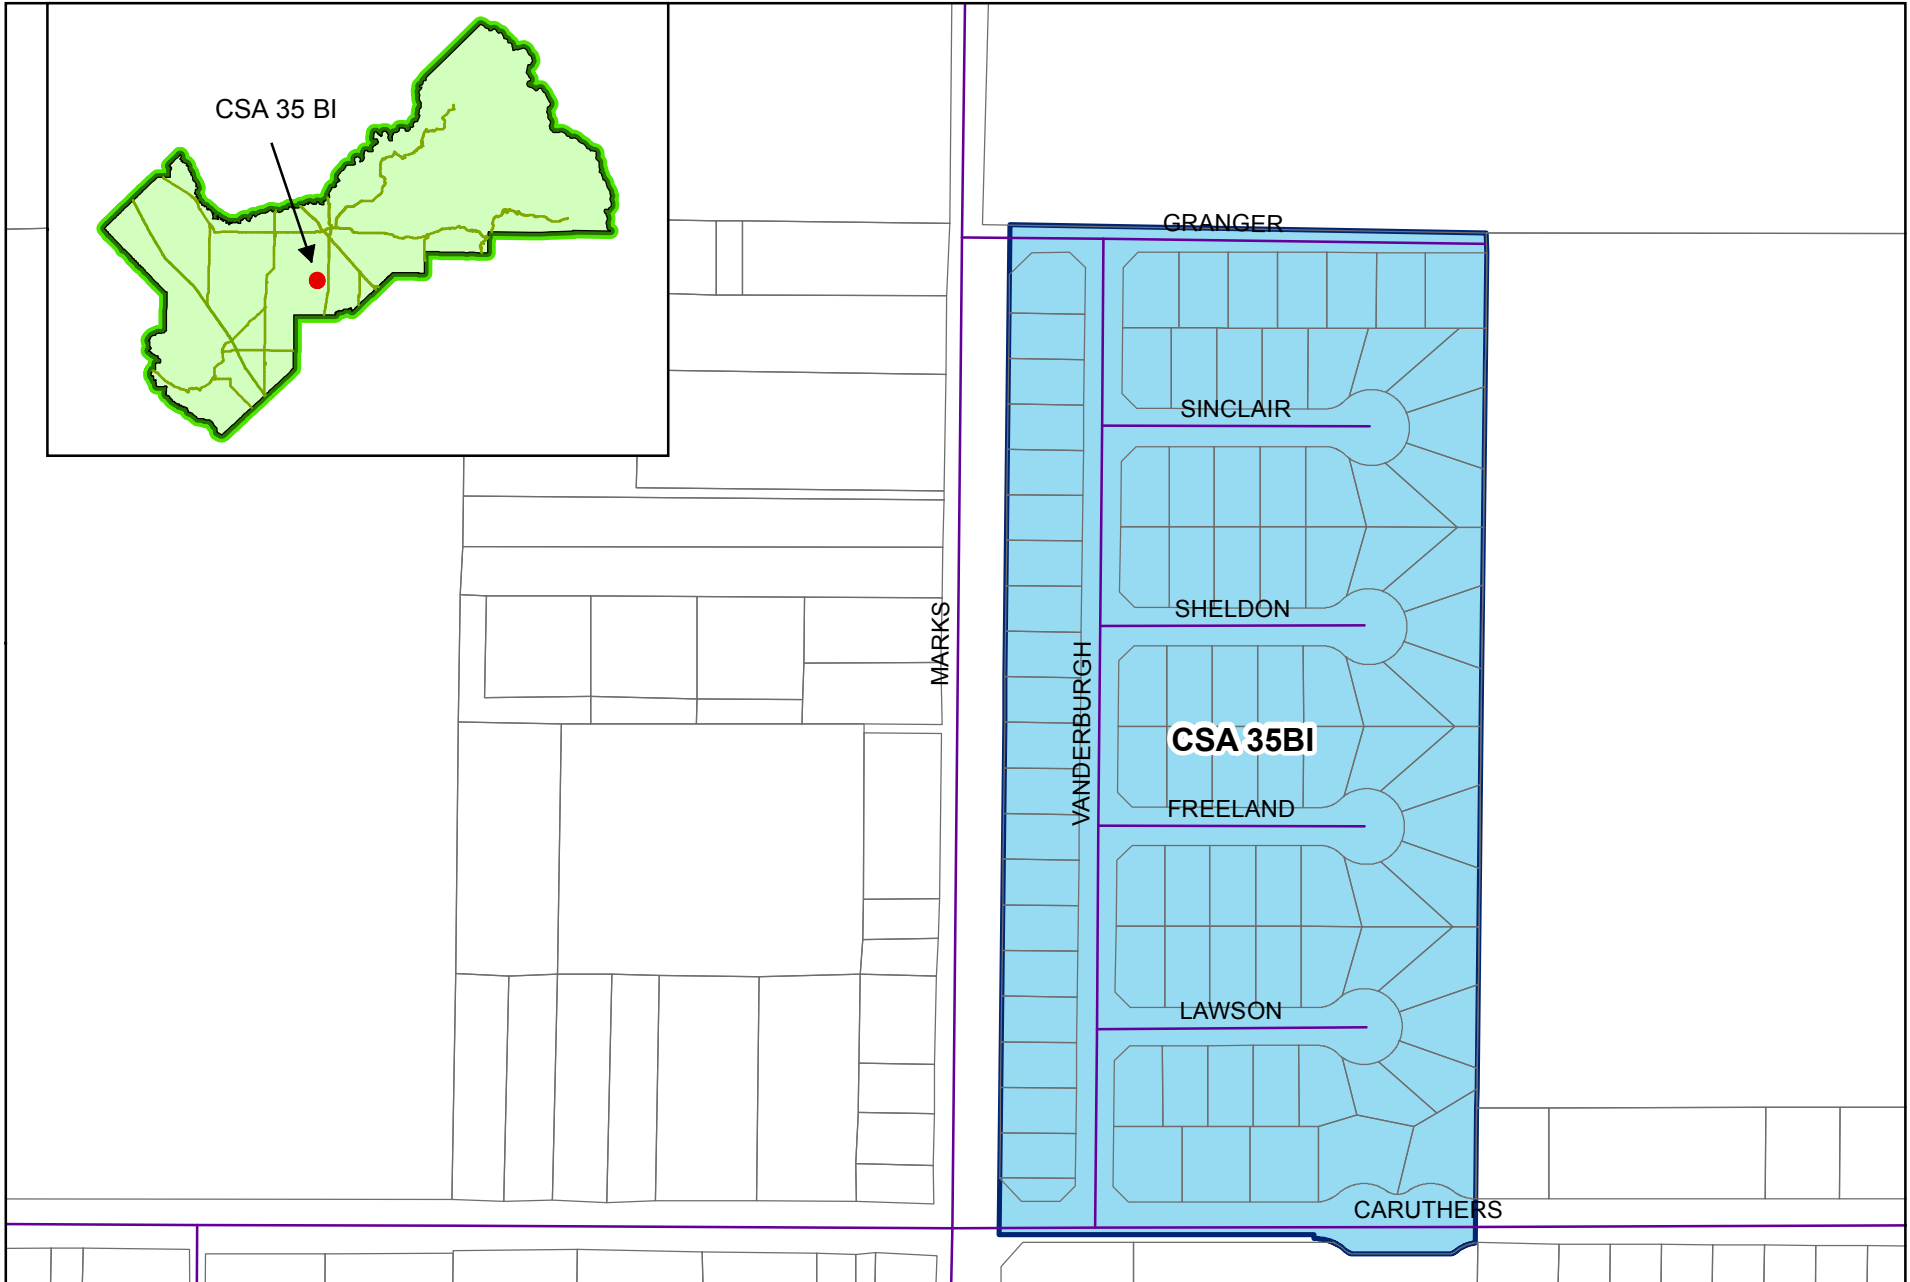 CSA 35 BI
GRANGER
SINCLAIR
SHELDON
MARKS
VANDERBURGH
CSA 35BI
FREELAND
LAWSON
CARUTHERS